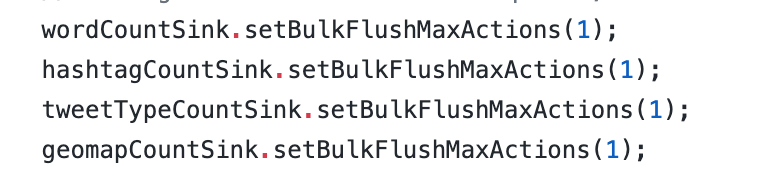 wordCountSink.setBulkFlushMaxActions(1);
hashtagCountSink.setBulkFlushMaxActions(1);
tweetTypeCountSink.setBulkFlushMaxActions(1);
geomapCountSink.setBulkFlushMaxActions(1);